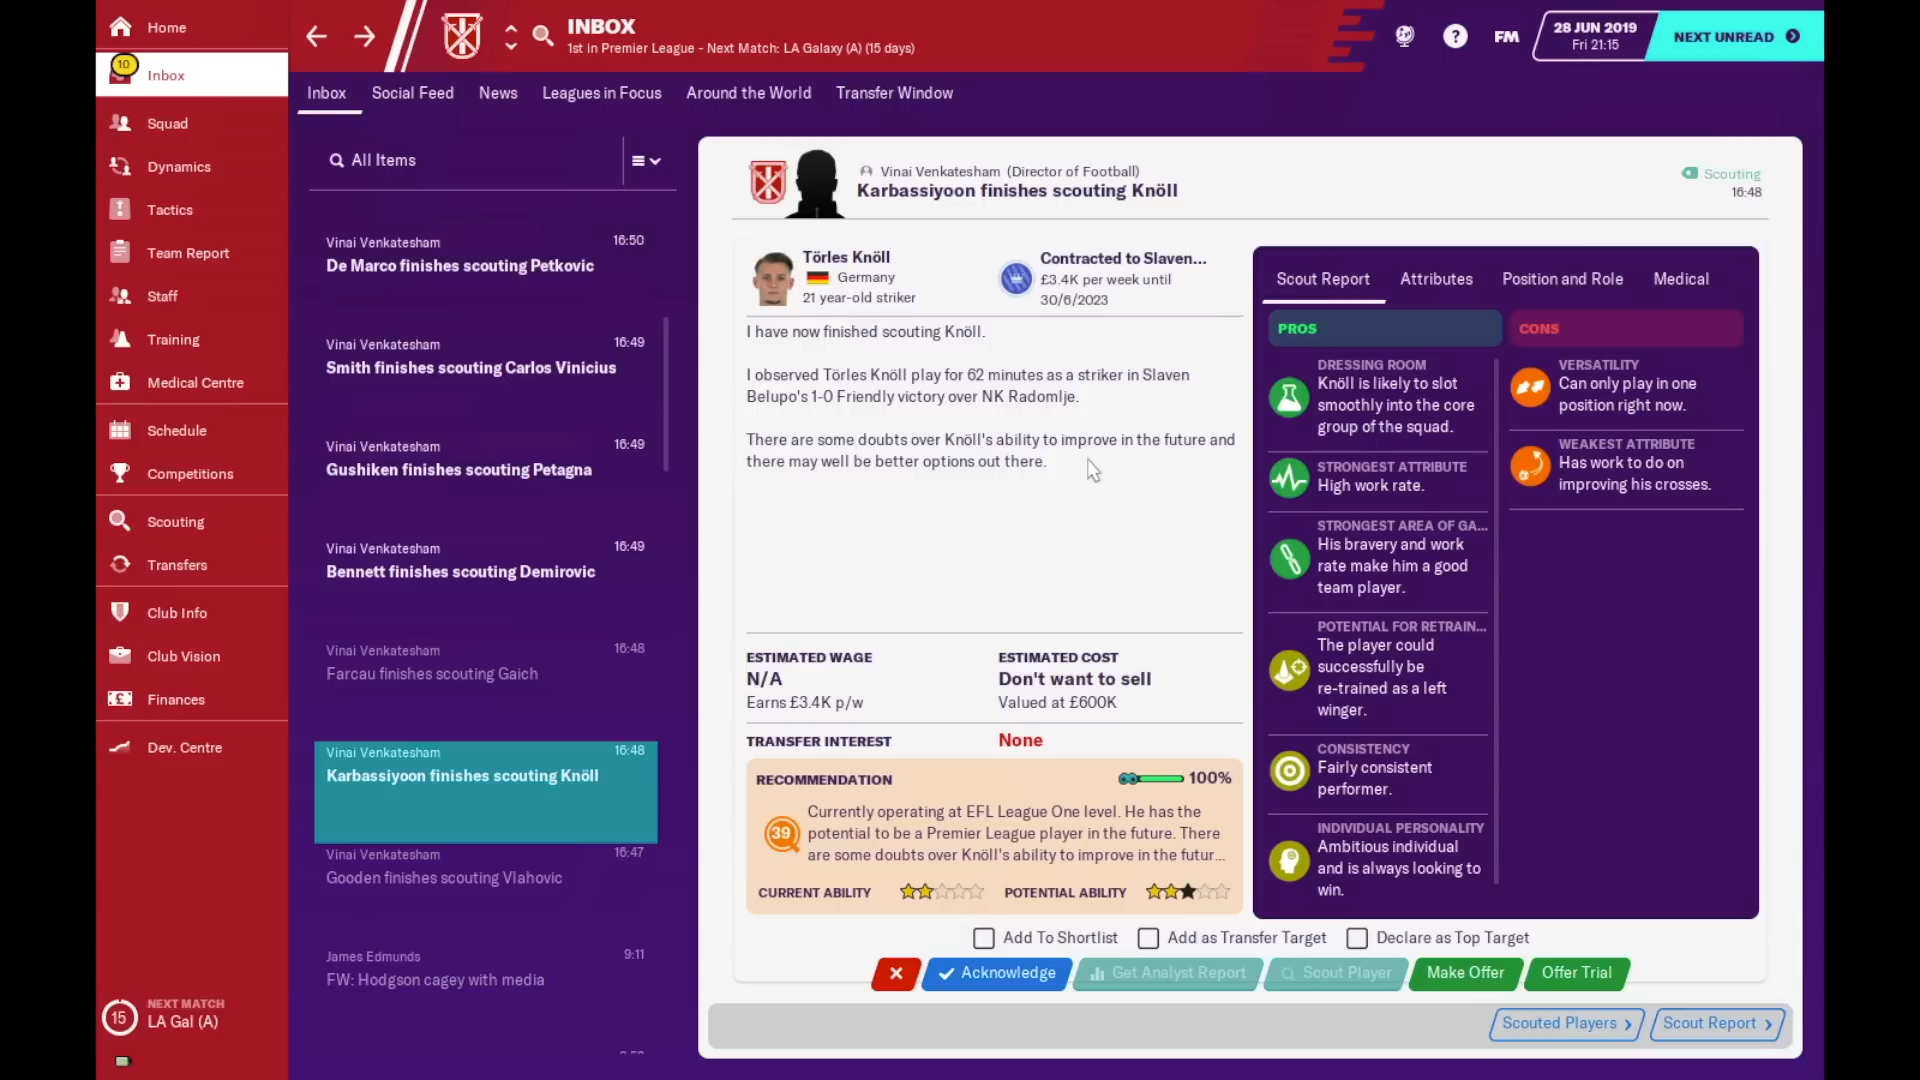 Home
10
Inbox
Squad
Dynamics
Tactics
Team Report
Staff
Training
Medical Centre
Schedule
Competitions
Scouting
Transfers
Club Info
Club Vision
Finances
Dev. Centre
NEXT MATCH
15
LA Gal (A)
INBOX
1st in Premier League - Next Match: LA Galaxy (A) (15 days)
?
FM
28 JUN 2019
Fri 21:15
NEXT UNREAD
Inbox
Social Feed
News
Leagues in Focus
Around the World
Transfer Window
All Items
Vinai Venkatesham 16:50
De Marco finishes scouting Petkovic
Vinai Venkatesham 16:49
Smith finishes scouting Carlos Vinicius
Vinai Venkatesham 16:49
Gushiken finishes scouting Petagna
Vinai Venkatesham 16:49
Bennett finishes scouting Demirovic
Vinai Venkatesham 16:48
Farcau finishes scouting Gaich
Vinai Venkatesham 16:48
Karbassiyoon finishes scouting Knöll
Vinai Venkatesham 16:47
Gooden finishes scouting Vlahovic
James Edmunds 9:11
FW: Hodgson cagey with media
Vinai Venkatesham (Director of Football)
Karbassiyoon finishes scouting Knöll
Scouting
16:48
Törles Knöll
Germany
21 year-old striker
Contracted to Slaven...
£3.4K per week until
30/6/2023
I have now finished scouting Knöll.
I observed Törles Knöll play for 62 minutes as a striker in Slaven
Belupo's 1-0 Friendly victory over NK Radomlje.
There are some doubts over Knöll's ability to improve in the future and
there may well be better options out there.
ESTIMATED WAGE
N/A
Earns £3.4K p/w
ESTIMATED COST
Don't want to sell
Valued at £600K
TRANSFER INTEREST
None
RECOMMENDATION
100%
39
Currently operating at EFL League One level. He has the
potential to be a Premier League player in the future. There
are some doubts over Knöll's ability to improve in the futur...
CURRENT ABILITY
POTENTIAL ABILITY
Scout Report
Attributes
Position and Role
Medical
PROS
DRESSING ROOM
Knöll is likely to slot
smoothly into the core
group of the squad.
STRONGEST ATTRIBUTE
High work rate.
STRONGEST AREA OF GA...
His bravery and work
rate make him a good
team player.
POTENTIAL FOR RETRAIN...
The player could
successfully be
re-trained as a left
winger.
CONSISTENCY
Fairly consistent
performer.
INDIVIDUAL PERSONALITY
Ambitious individual
and is always looking to
win.
CONS
VERSATILITY
Can only play in one
position right now.
WEAKEST ATTRIBUTE
Has work to do on
improving his crosses.
Add To Shortlist
Add as Transfer Target
Declare as Top Target
Acknowledge
Get Analyst Report
Scout Player
Make Offer
Offer Trial
Scouted Players
Scout Report